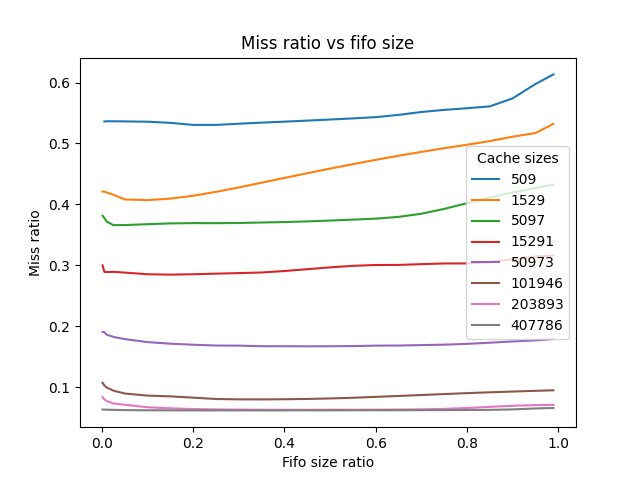 Miss ratio vs fifo size
Miss ratio
0.6
0.5
0.4
0.3
0.2
0.1
Cache sizes
509
1529
5097
15291
50973
101946
203893
407786
0.0 0.2 0.4 0.6 0.8 1.0
Fifo size ratio